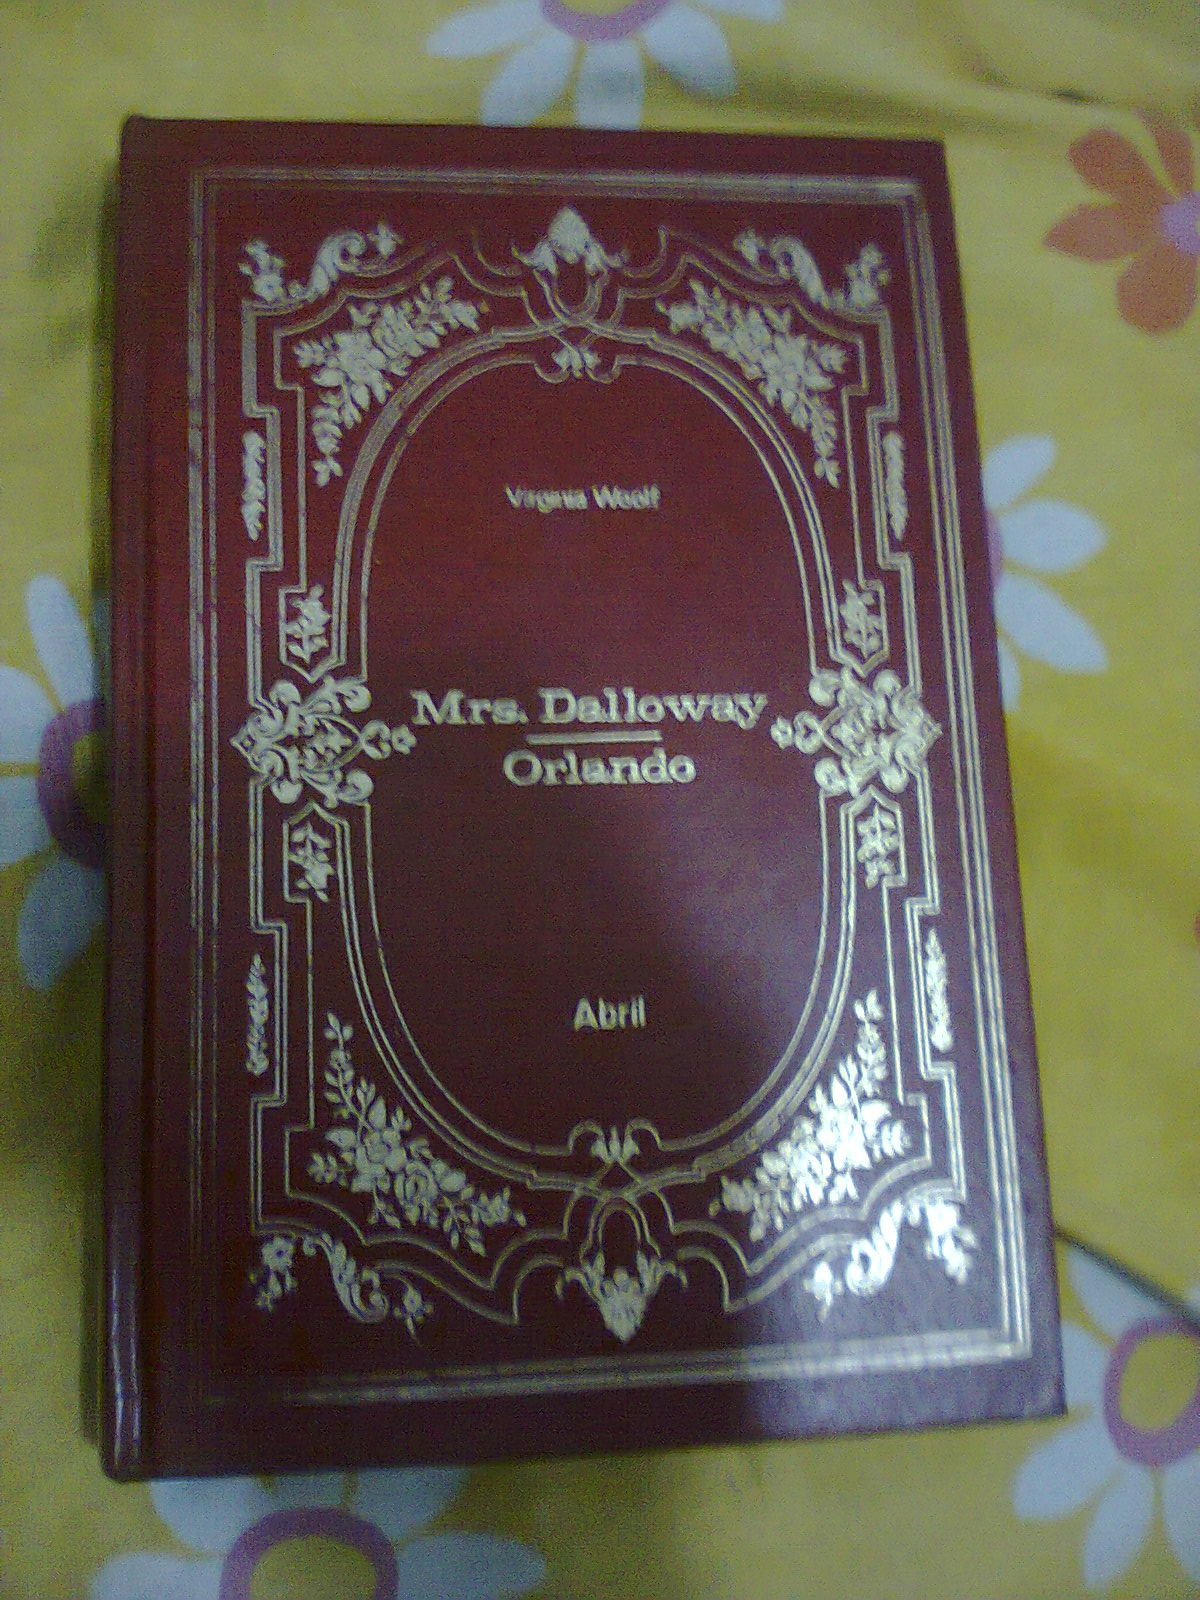 Virginia Woolf
Mrs. Dalloway
Orlando
Abril